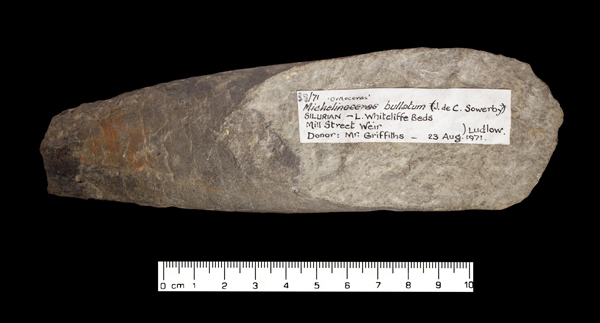 38/71 'Orthoceras'
Michelinoceras bullatum (J. de C. Sowerby)
SILURIAN - L. Whitcliffe Beds
Mill Street Weir ) Ludlow.
Donor: Mr. Griffiths - 23 Aug. 1971.
0 cm 1 2 3 4 5 6 7 8 9 10